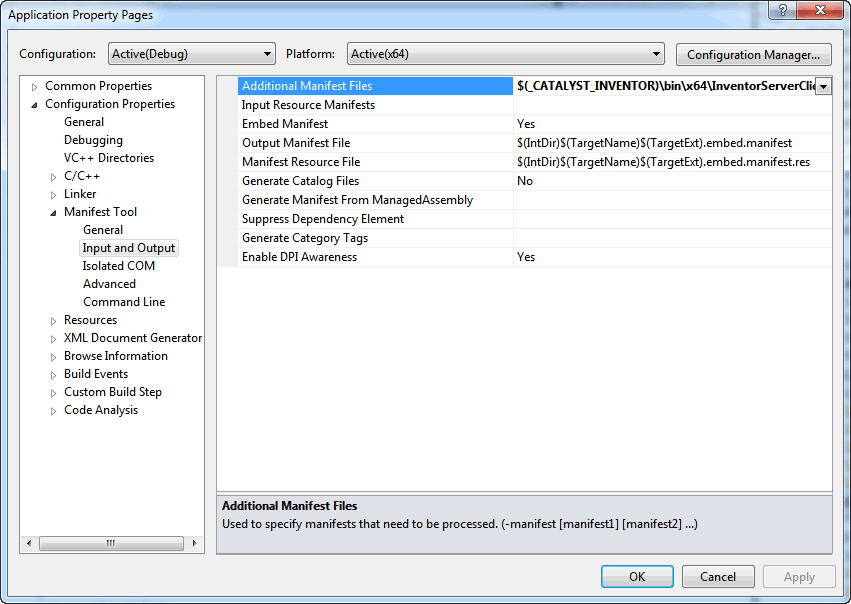 Application Property Pages
Configuration: Active(Debug) Platform: Active(x64) Configuration Manager...
Common Properties
Configuration Properties
General
Debugging
VC++ Directories
C/C++
Linker
Manifest Tool
General
Input and Output
Isolated COM
Advanced
Command Line
Resources
XML Document Generator
Browse Information
Build Events
Custom Build Step
Code Analysis
Additional Manifest Files $(_CATALYST_INVENTOR)\bin\x64\InventorServerClie
Input Resource Manifests
Embed Manifest Yes
Output Manifest File $(IntDir)$(TargetName)$(TargetExt).embed.manifest
Manifest Resource File $(IntDir)$(TargetName)$(TargetExt).embed.manifest.res
Generate Catalog Files No
Generate Manifest From ManagedAssembly
Suppress Dependency Element
Generate Category Tags
Enable DPI Awareness Yes
Additional Manifest Files
Used to specify manifests that need to be processed. (-manifest [manifest1] [manifest2] ...)
OK Cancel Apply